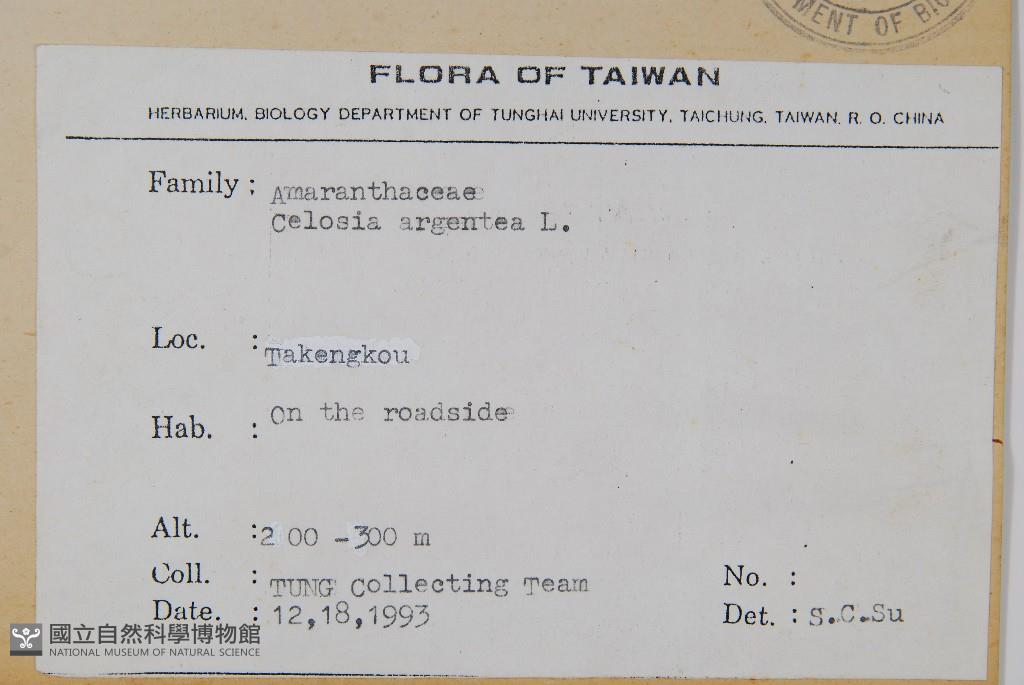 MENT OF BIO
FLORA OF TAIWAN
HERBARIUM, BIOLOGY DEPARTMENT OF TUNGHAI UNIVERSITY, TAICHUNG, TAIWAN, R. O. CHINA
Family : Amaranthaceae
Celosia argentea L.
Loc. : Takengkou
Hab. : On the roadside
Alt. : 200 -300 m
Coll. : TUNG Collecting Team No. :
Date. : 12,18,1993 Det. : S.C.Su
國立自然科學博物館
NATIONAL MUSEUM OF NATURAL SCIENCE